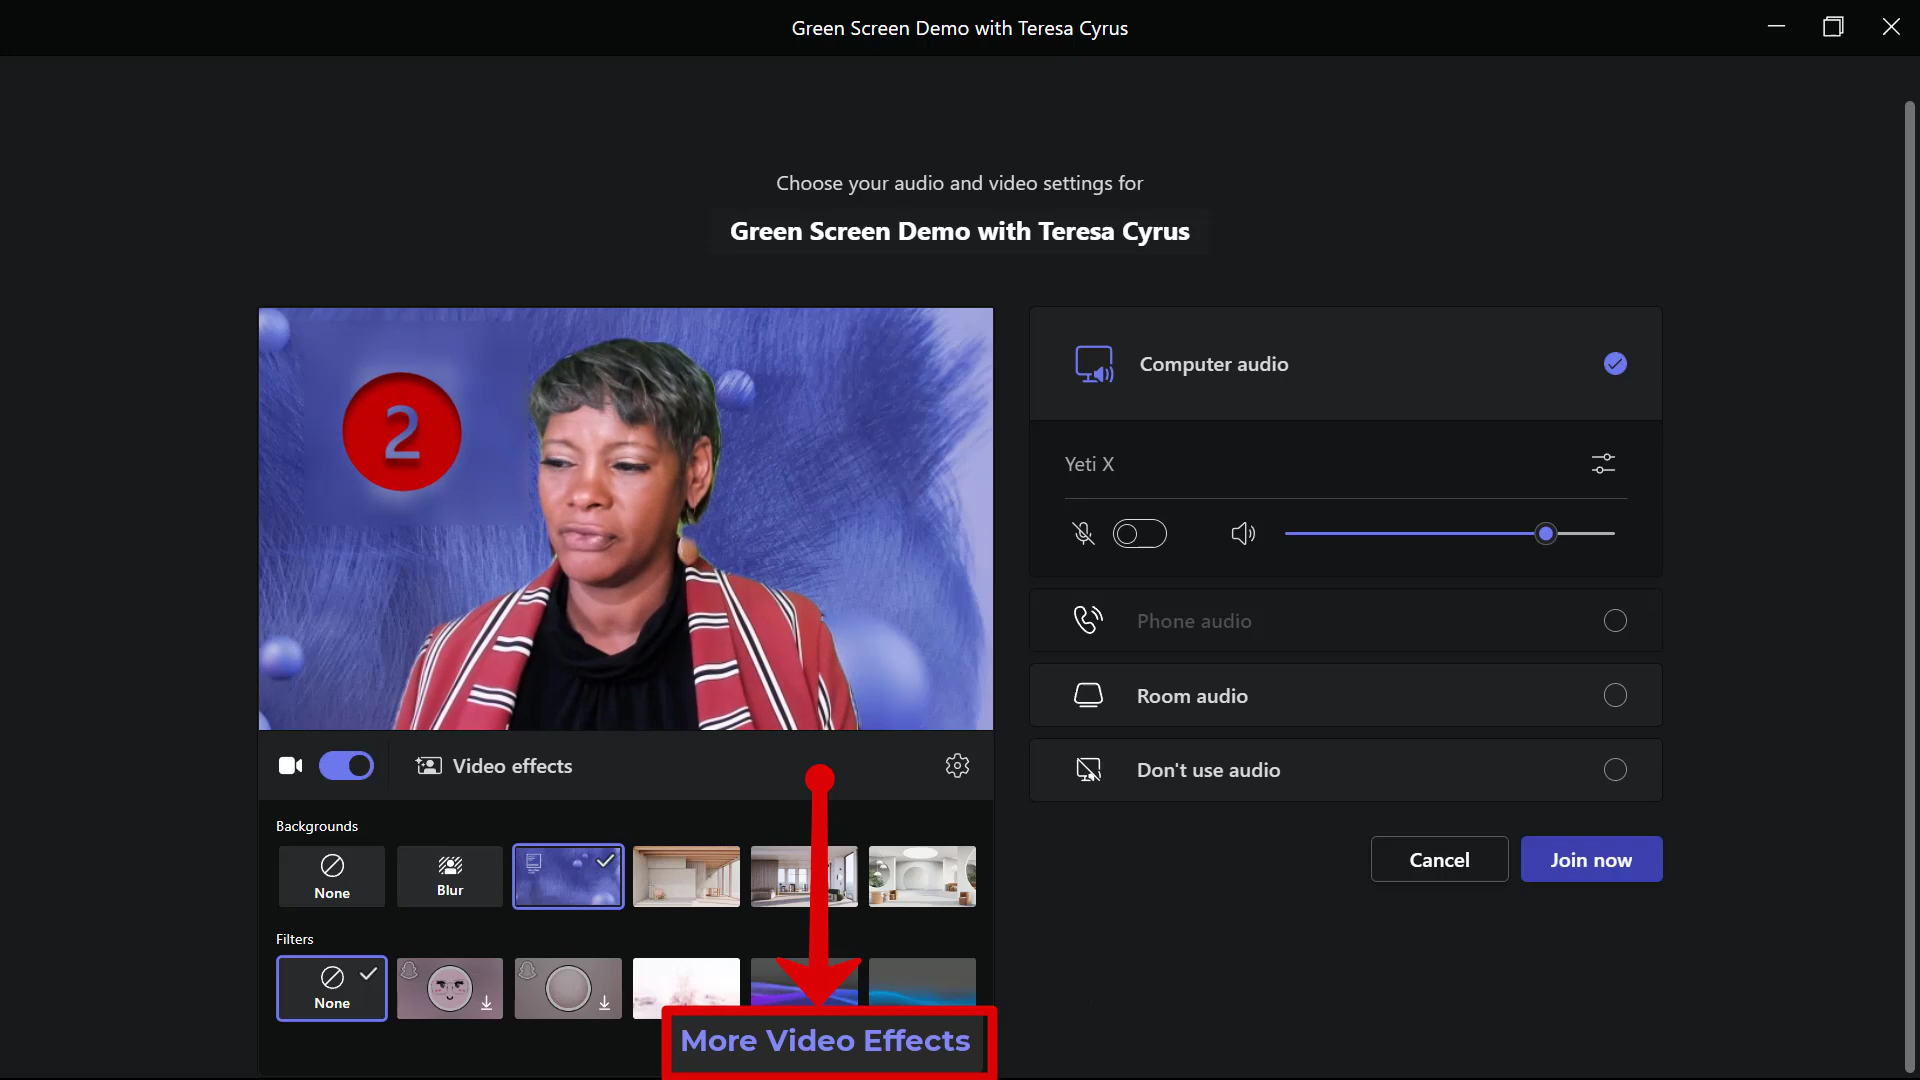 Green Screen Demo with Teresa Cyrus
Choose your audio and video settings for
Green Screen Demo with Teresa Cyrus
2
Computer audio
Yeti X
Phone audio
Room audio
Don't use audio
Cancel
Join now
Video effects
Backgrounds
None
Blur
Filters
None
More Video Effects